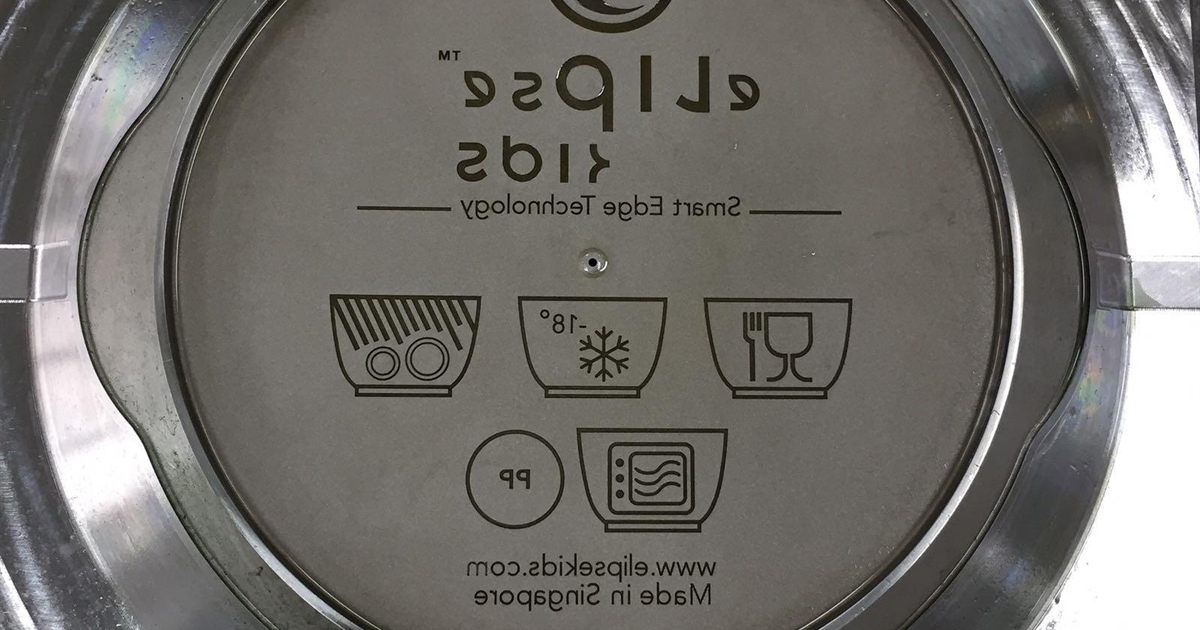 eLIpse™
kids
Smart Edge Technology
-18°
PP
www.elipsekids.com
Made in Singapore